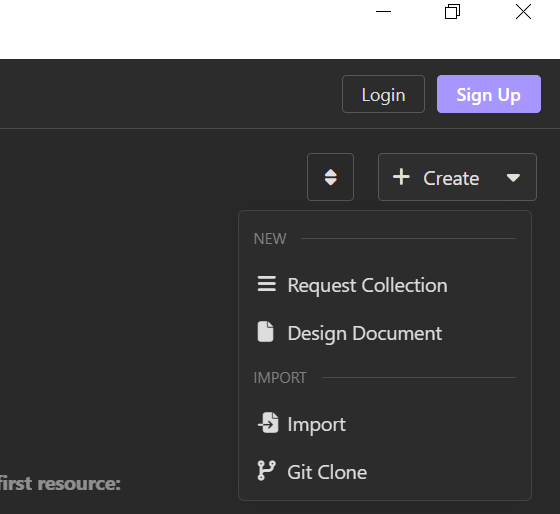 Login
Sign Up
Create
NEW
Request Collection
Design Document
IMPORT
Import
Git Clone
first resource: